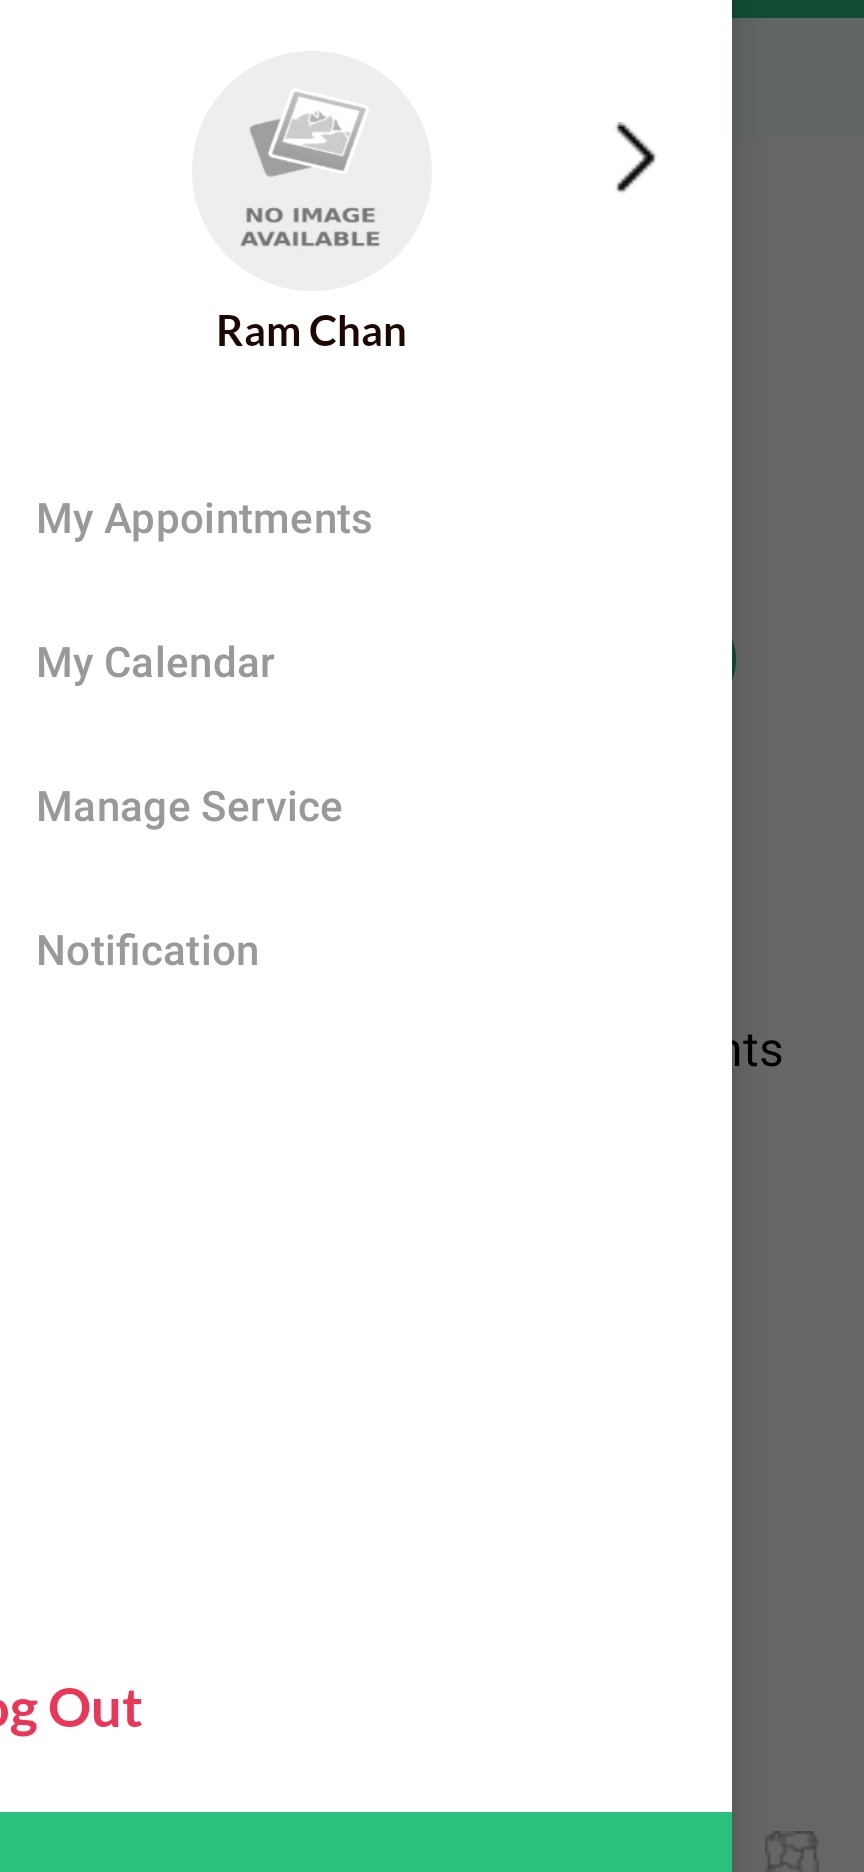 NO IMAGE
AVAILABLE
Ram Chan
My Appointments
My Calendar
Manage Service
Notification
nts
og Out